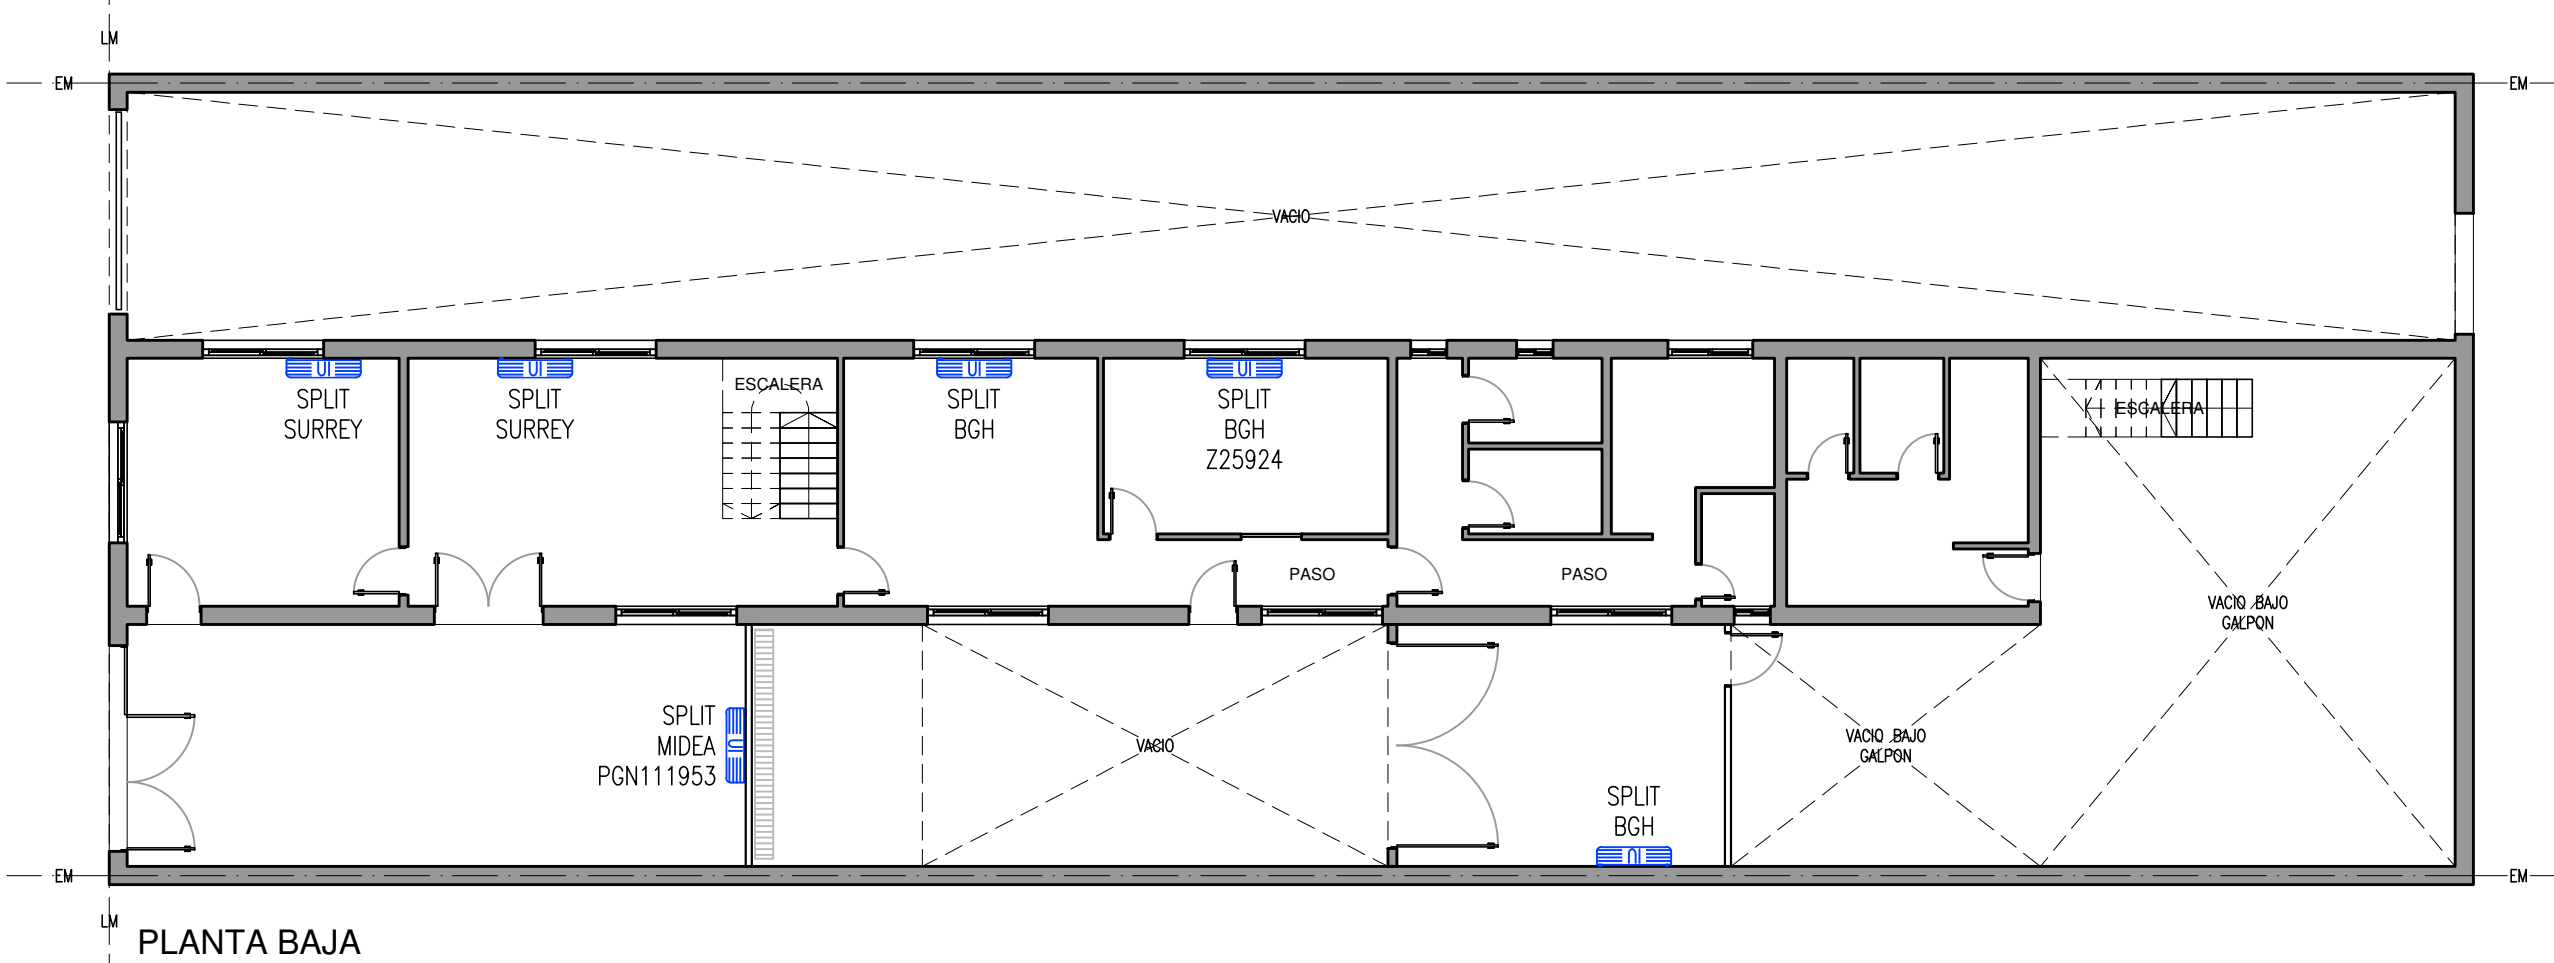 LM
EM
EM
VACIO
ESCALERA
SPLIT
SURREY
SPLIT
SURREY
SPLIT
BGH
SPLIT
BGH
Z25924
ESCALERA
PASO
PASO
VACIO BAJO
GALPON
SPLIT
MIDEA
PGN111953
VACIO
VACIO BAJO
GALPON
SPLIT
BGH
EM
EM
LM
PLANTA BAJA
UI
UI
UI
UI
UI
UI